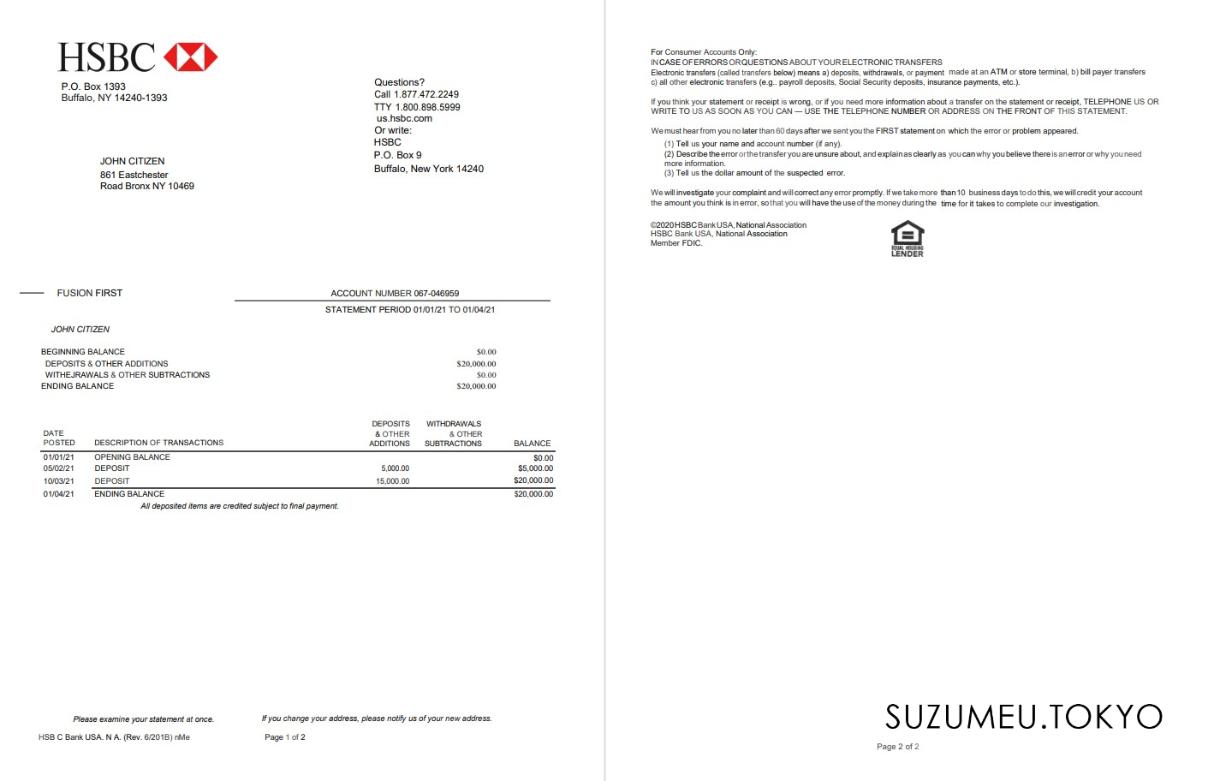 HSBC
P.O. Box 1393
Buffalo, NY 14240-1393
Questions?
Call 1.877.472.2249
TTY 1.800.898.5999
us.hsbc.com
Or write:
HSBC
P.O. Box 9
Buffalo, New York 14240
JOHN CITIZEN
861 Eastchester
Road Bronx NY 10469
FUSION FIRST
ACCOUNT NUMBER 067-046959
STATEMENT PERIOD 01/01/21 TO 01/04/21
JOHN CITIZEN
BEGINNING BALANCE $0.00
DEPOSITS & OTHER ADDITIONS $20,000.00
WITHEJRAWALS & OTHER SUBTRACTIONS $0.00
ENDING BALANCE $20,000.00
DEPOSITS WITHDRAWALS
DATE & OTHER & OTHER
POSTED DESCRIPTION OF TRANSACTIONS ADDITIONS SUBTRACTIONS BALANCE
01/01/21 OPENING BALANCE $0.00
05/02/21 DEPOSIT 5,000.00 $5,000.00
10/03/21 DEPOSIT 15,000.00 $20,000.00
01/04/21 ENDING BALANCE $20,000.00
All deposited items are credited subject to final payment.
Please examine your statement at once. If you change your address, please notify us of your new address.
HSB C Bank USA. N A. (Rev. 6/201B) nMe Page 1 of 2
For Consumer Accounts Only:
IN CASE OF ERRORS OR QUESTIONS ABOUT YOUR ELECTRONIC TRANSFERS
Electronic transfers (called transfers below) means a) deposits, withdrawals, or payment made at an ATM or store terminal, b) bill payer transfers
c) all other electronic transfers (e.g.. payroll deposits, Social Security deposits, insurance payments, etc.).
If you think your statement or receipt is wrong, or if you need more information about a transfer on the statement or receipt, TELEPHONE US OR
WRITE TO US AS SOON AS YOU CAN — USE THE TELEPHONE NUMBER OR ADDRESS ON THE FRONT OF THIS STATEMENT.
We must hear from you no later than 60 days after we sent you the FIRST statement on which the error or problem appeared.
(1) Tell us your name and account number (if any).
(2) Describe the error or the transfer you are unsure about, and explain as clearly as you can why you believe there is an error or why you need
more information.
(3) Tell us the dollar amount of the suspected error.
We will investigate your complaint and will correct any error promptly. If we take more than 10 business days to do this, we will credit your account
the amount you think is in error, so that you will have the use of the money during the time for it takes to complete our investigation.
©2020 HSBC Bank USA, National Association
HSBC Bank USA, National Association
Member FDIC.
EQUAL HOUSING
LENDER
SUZUMEU.TOKYO
Page 2 of 2